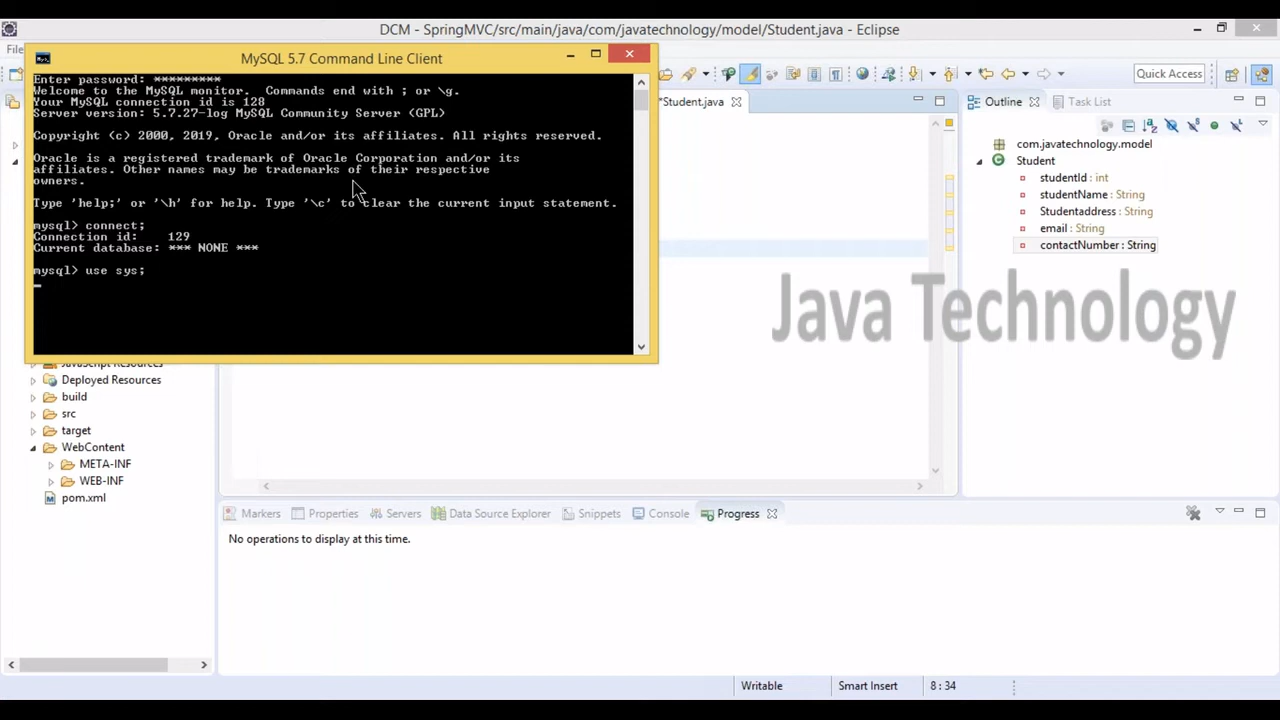 DCM - SpringMVC/src/main/java/com/javatechnology/model/Student.java - Eclipse
File
MySQL 5.7 Command Line Client
Quick Access
Enter password: *********
Welcome to the MySQL monitor.  Commands end with ; or \g.
Your MySQL connection id is 128
Server version: 5.7.27-log MySQL Community Server (GPL)
Copyright (c) 2000, 2019, Oracle and/or its affiliates. All rights reserved.
Oracle is a registered trademark of Oracle Corporation and/or its
affiliates. Other names may be trademarks of their respective
owners.
Type 'help;' or '\h' for help. Type '\c' to clear the current input statement.
mysql> connect;
Connection id:    129
Current database: *** NONE ***
mysql> use sys;
*Student.java
Outline
Task List
com.javatechnology.model
Student
studentId : int
studentName : String
Studentaddress : String
email : String
contactNumber : String
Java Technology
JavaScript Resources
Deployed Resources
build
src
target
WebContent
META-INF
WEB-INF
pom.xml
Markers
Properties
Servers
Data Source Explorer
Snippets
Console
Progress
No operations to display at this time.
Writable
Smart Insert
8 : 34